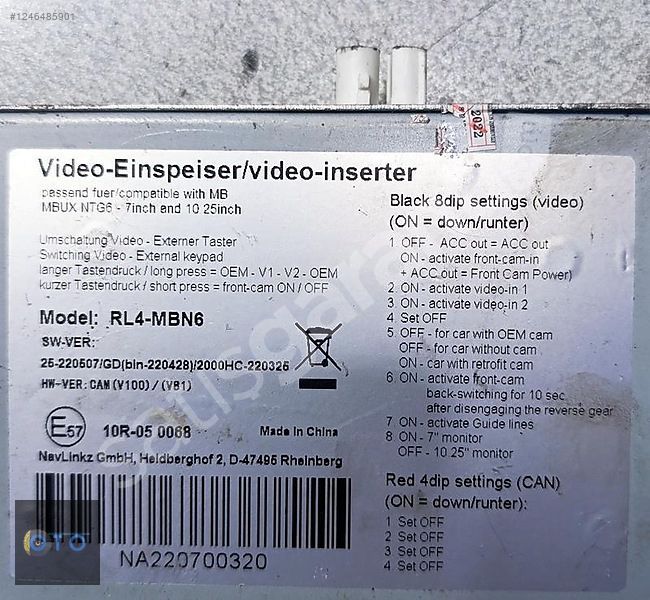 #1246485901
2022
Video-Einspeiser/video-inserter
passend fuer/compatible with MB
MBUX NTG6 - 7inch and 10 25inch
Umschaltung Video - Externer Taster
Switching Video - External keypad
langer Tastendruck / long press = OEM - V1 - V2 - OEM
kurzer Tastendruck / short press = front-cam ON / OFF
Model: RL4-MBN6
SW-VER:
25-220507/GD(bin-220428)/2000HC-220325
HW-VER: CAM(V100)/(V81)
E57 10R-05 0068 Made in China
NavLinkz GmbH, Heidberghof 2, D-47495 Rheinberg
NA220700320
Black 8dip settings (video)
(ON = down/runter)
1 OFF - ACC out = ACC out
ON - activate front-cam-in
+ ACC out = Front Cam Power)
2 ON - activate video-in 1
3 ON - activate video-in 2
4 Set OFF
5. OFF - for car with OEM cam
OFF - for car without cam
ON - car with retrofit cam
6. ON - activate front-cam
back-switching for 10 sec
after disengaging the reverse gear
7 ON - activate Guide lines
8 ON - 7" monitor
OFF - 10.25" monitor
Red 4dip settings (CAN)
(ON = down/runter):
1 Set OFF
2 Set OFF
3 Set OFF
4 Set OFF
OTO